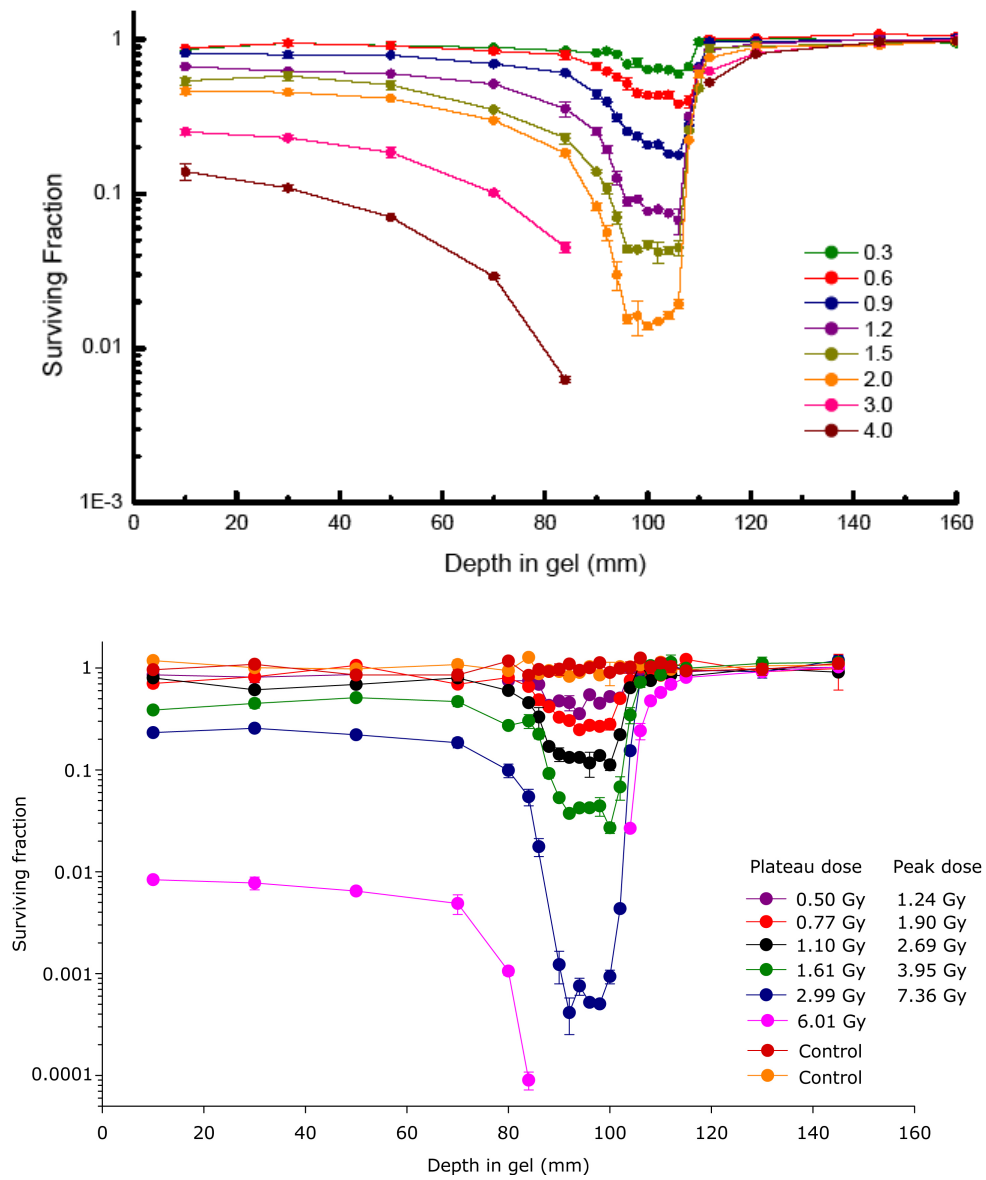 1
0.1
0.01
1E-3
Surviving Fraction
0 20 40 60 80 100 120 140 160
Depth in gel (mm)
0.3
0.6
0.9
1.2
1.5
2.0
3.0
4.0
1
0.1
0.01
0.001
0.0001
Surviving fraction
0 20 40 60 80 100 120 140 160
Depth in gel (mm)
Plateau dose Peak dose
0.50 Gy 1.24 Gy
0.77 Gy 1.90 Gy
1.10 Gy 2.69 Gy
1.61 Gy 3.95 Gy
2.99 Gy 7.36 Gy
6.01 Gy
Control
Control